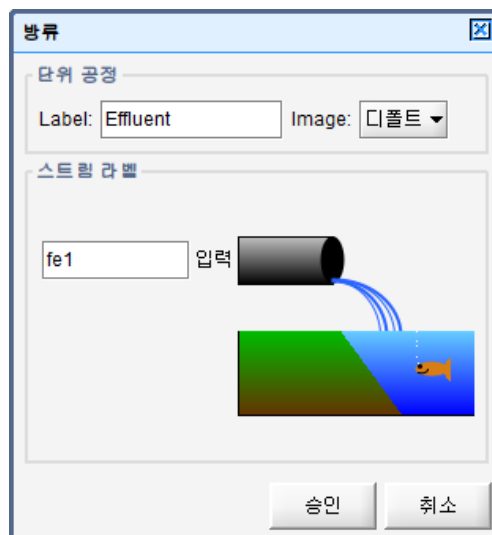 방류
단위 공정
Label: Effluent Image: 디폴트
스트림 라벨
fe1 입력
승인 취소